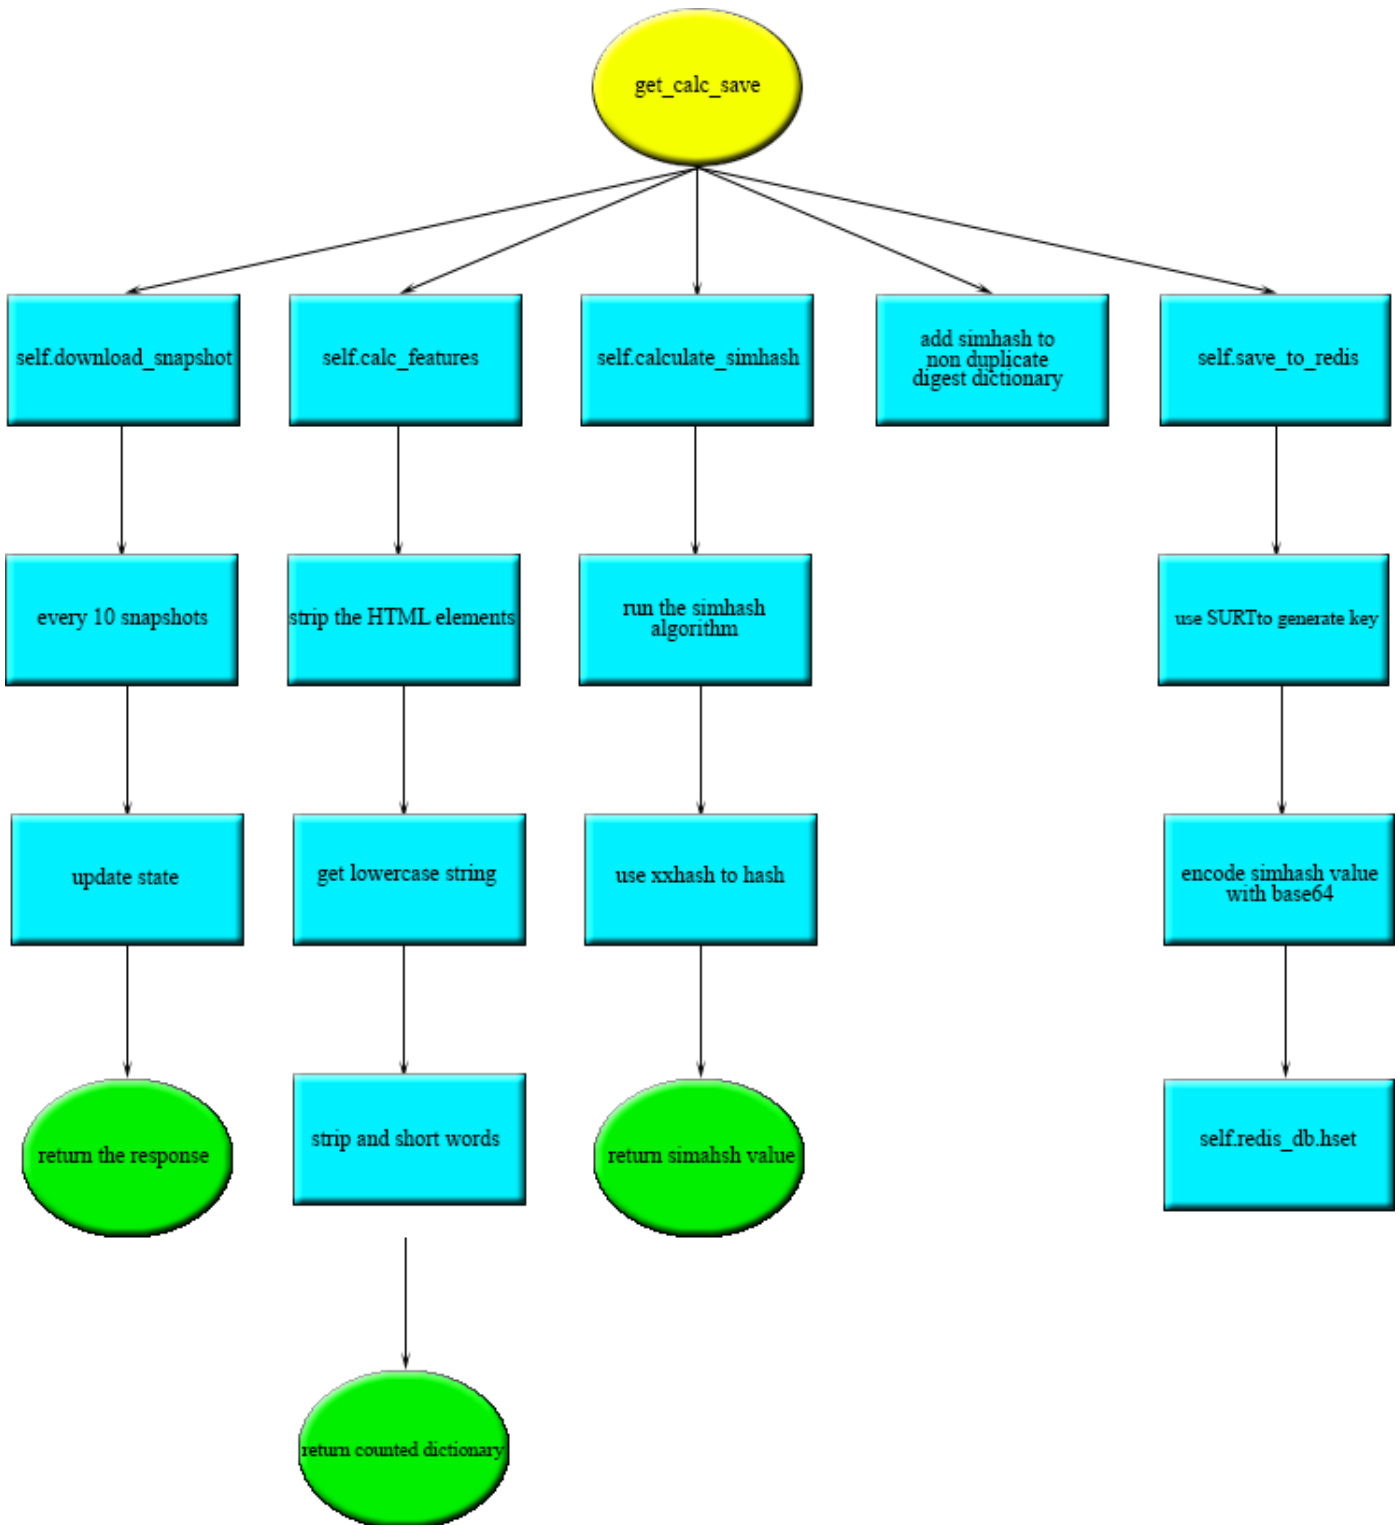 get_calc_save
self.download_snapshot
self.calc_features
self.calculate_simhash
add simhash to
non duplicate
digest dictionary
self.save_to_redis
every 10 snapshots
strip the HTML elements
run the simhash
algorithm
use SURTto generate key
update state
get lowercase string
use xxhash to hash
encode simhash value
with base64
return the response
strip and short words
return simahsh value
self.redis_db.hset
return counted dictionary